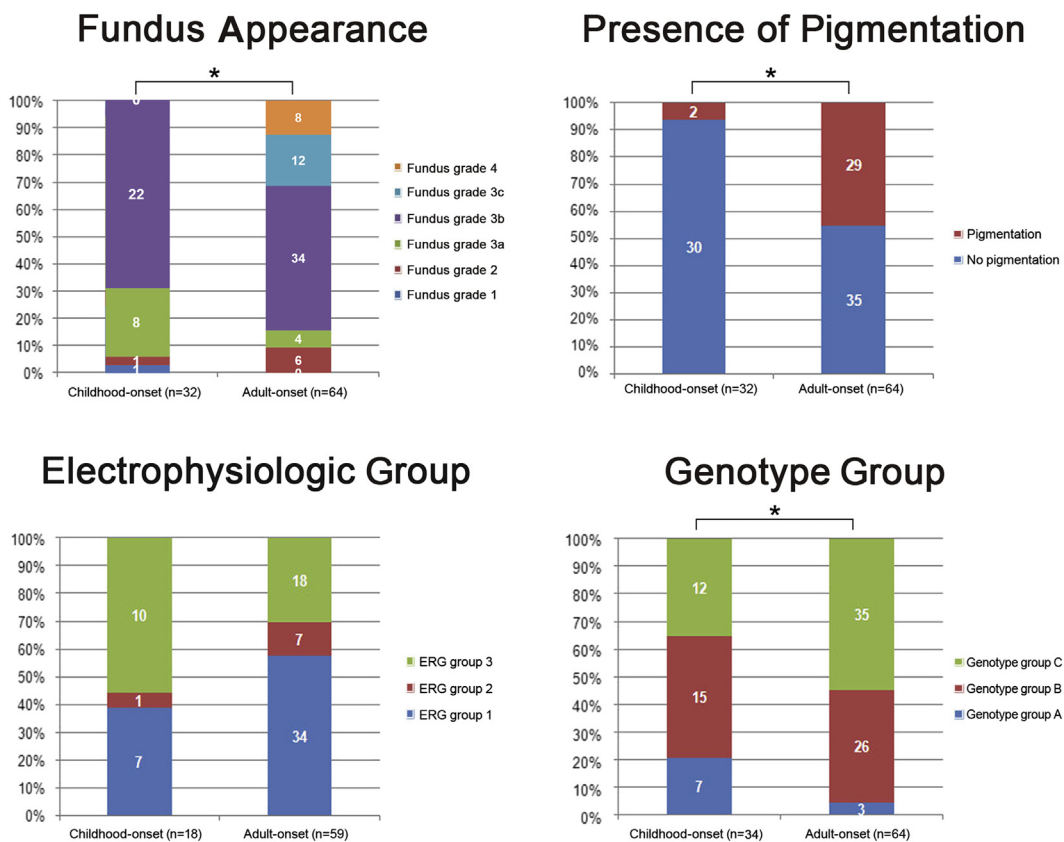 Fundus Appearance
*
100%
90%
80%
70%
60%
50%
40%
30%
20%
10%
0%
0
22
8
1
1
8
12
34
4
6
0
Childhood-onset (n=32)
Adult-onset (n=64)
Fundus grade 4
Fundus grade 3c
Fundus grade 3b
Fundus grade 3a
Fundus grade 2
Fundus grade 1
Presence of Pigmentation
*
100%
90%
80%
70%
60%
50%
40%
30%
20%
10%
0%
2
30
29
35
Childhood-onset (n=32)
Adult-onset (n=64)
Pigmentation
No pigmentation
Electrophysiologic Group
100%
90%
80%
70%
60%
50%
40%
30%
20%
10%
0%
10
1
7
18
7
34
Childhood-onset (n=18)
Adult-onset (n=59)
ERG group 3
ERG group 2
ERG group 1
Genotype Group
*
100%
90%
80%
70%
60%
50%
40%
30%
20%
10%
0%
12
15
7
35
26
3
Childhood-onset (n=34)
Adult-onset (n=64)
Genotype group C
Genotype group B
Genotype group A